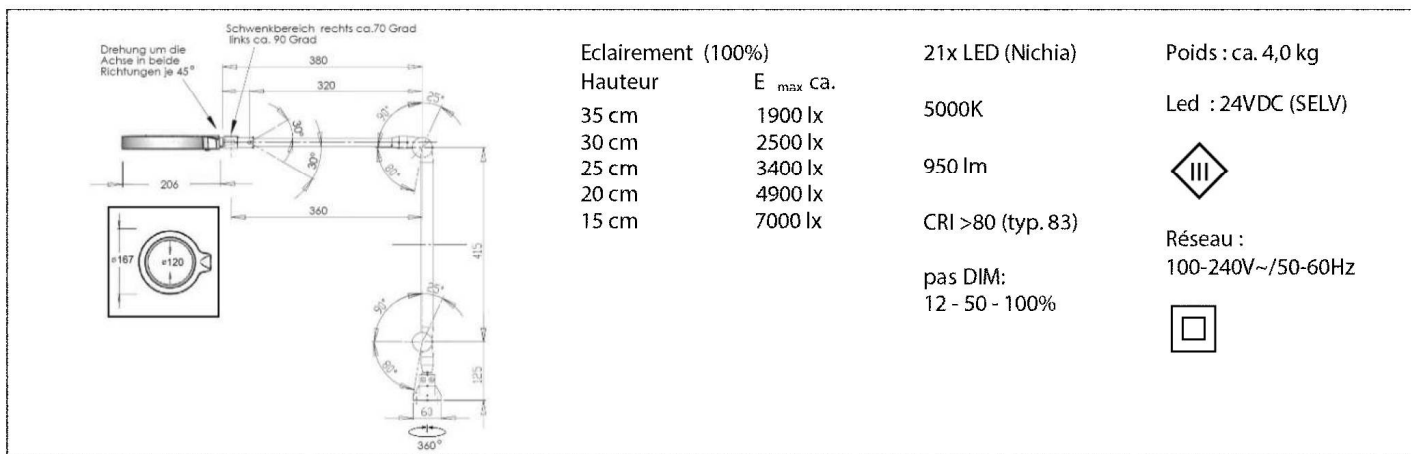 Schwenkbereich rechts ca.70 Grad
links ca. 90 Grad
Drehung um die
Achse in beide
Richtungen je 45°
380
320
25°
90°
30°
30°
80°
206
360
ø167
ø120
415
25°
90°
80°
125
60
360°
Eclairement (100%)
Hauteur E max ca.
35 cm 1900 lx
30 cm 2500 lx
25 cm 3400 lx
20 cm 4900 lx
15 cm 7000 lx
21x LED (Nichia)
5000K
950 lm
CRI >80 (typ. 83)
pas DIM:
12 - 50 - 100%
Poids : ca. 4,0 kg
Led : 24VDC (SELV)
III
Réseau :
100-240V~/50-60Hz